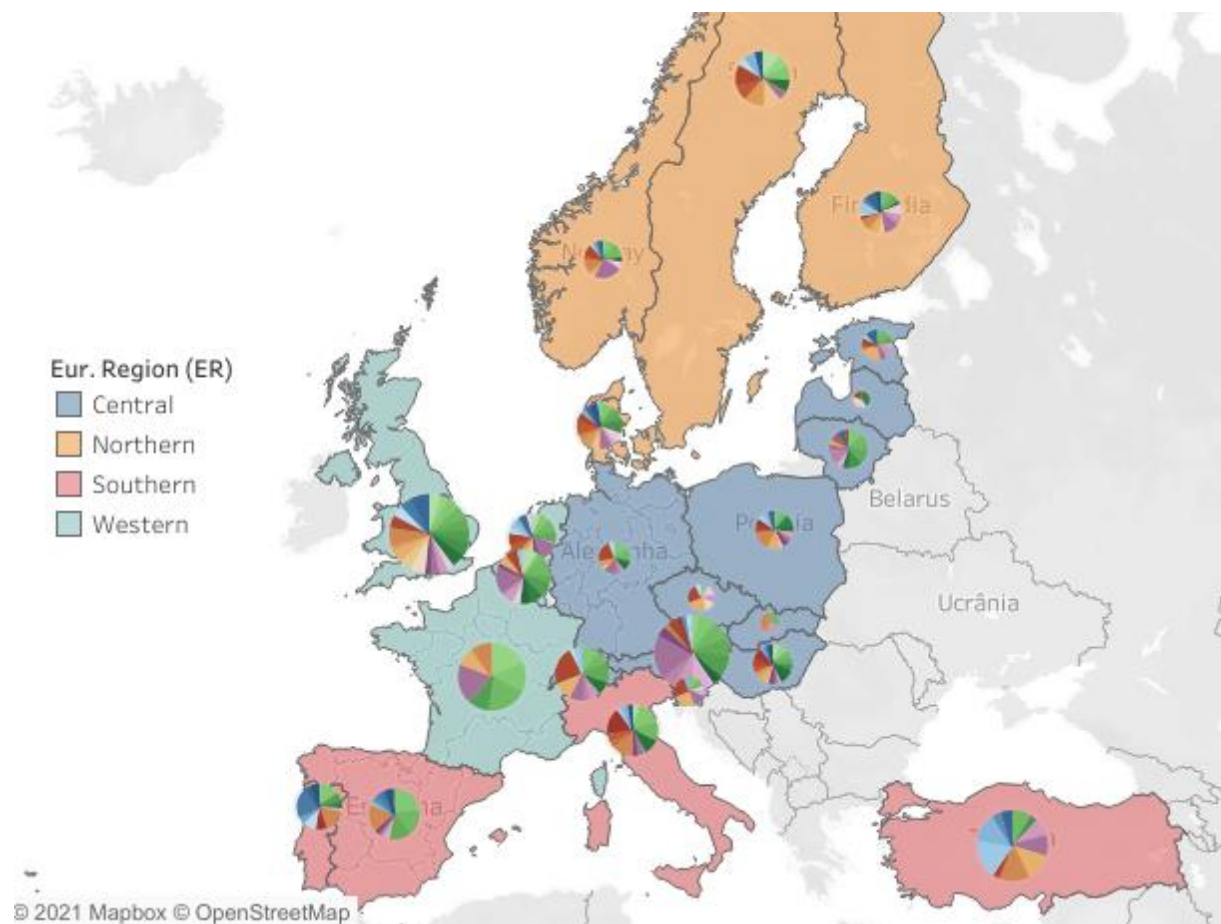 Eur. Region (ER)
Central
Northern
Southern
Western
Belarus
Ucrânia
© 2021 Mapbox © OpenStreetMap